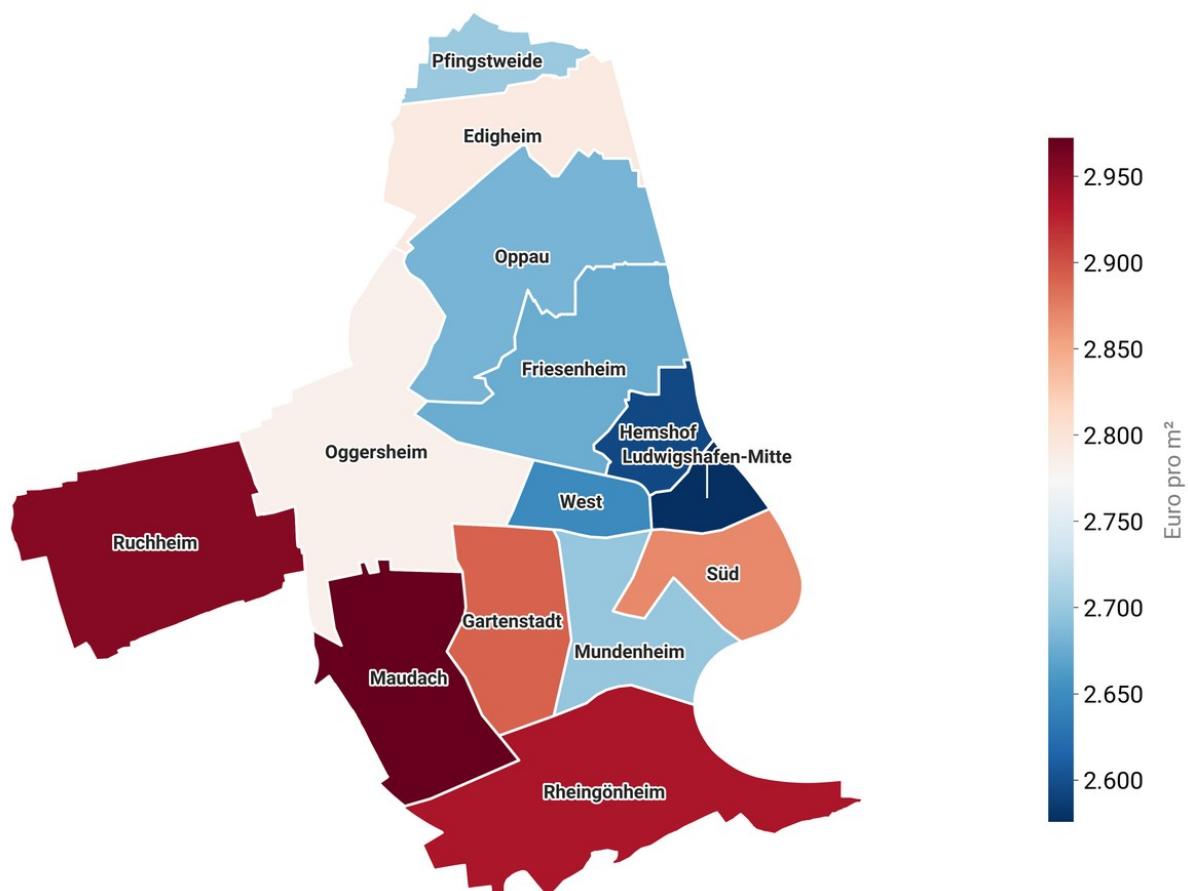 Pfingstweide
Edigheim
Oppau
Friesenheim
Hemshof
Ludwigshafen-Mitte
Oggersheim
West
Ruchheim
Süd
Gartenstadt
Mundenheim
Maudach
Rheingönheim
2.950
2.900
2.850
2.800
2.750
2.700
2.650
2.600
Euro pro m²